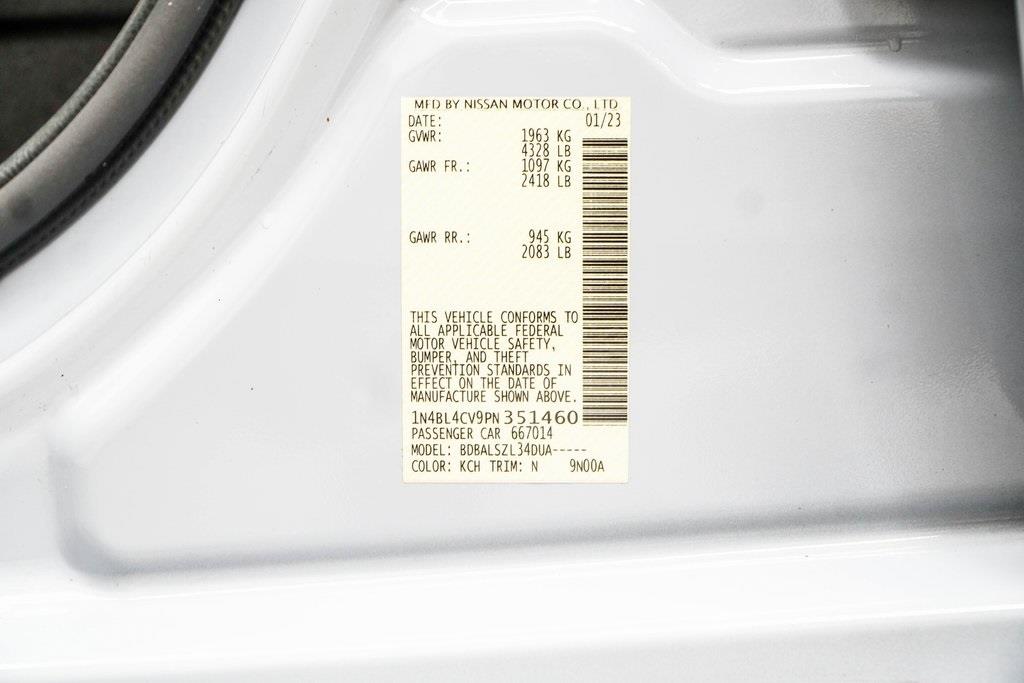 MFD BY NISSAN MOTOR CO., LTD
DATE: 01/23
GVWR: 1963 KG
4328 LB
GAWR FR.: 1097 KG
2418 LB
GAWR RR.: 945 KG
2083 LB
THIS VEHICLE CONFORMS TO
ALL APPLICABLE FEDERAL
MOTOR VEHICLE SAFETY,
BUMPER, AND THEFT
PREVENTION STANDARDS IN
EFFECT ON THE DATE OF
MANUFACTURE SHOWN ABOVE.
1N4BL4CV9PN351460
PASSENGER CAR 667014
MODEL: BDBALSZL34DUA-----
COLOR: KCH TRIM: N 9N00A